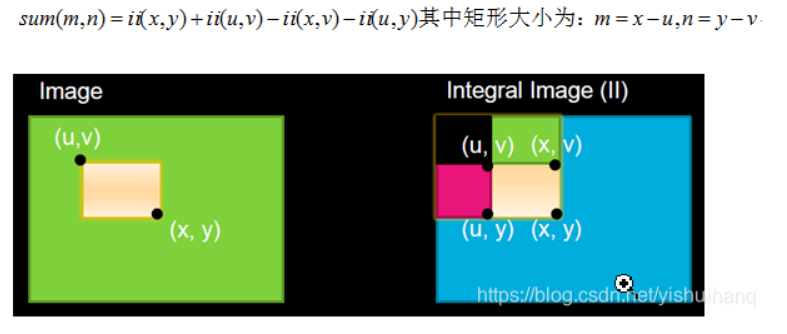 sum(m,n) = ii(x,y)+ii(u,v)−ii(x,v)−ii(u,y)其中矩形大小为：m=x−u,n=y−v
Image
Integral Image (II)
(u,v)
(x, y)
(u, v) (x, v)
(u, y) (x, y)
https://blog.csdn.net/yishuihanq